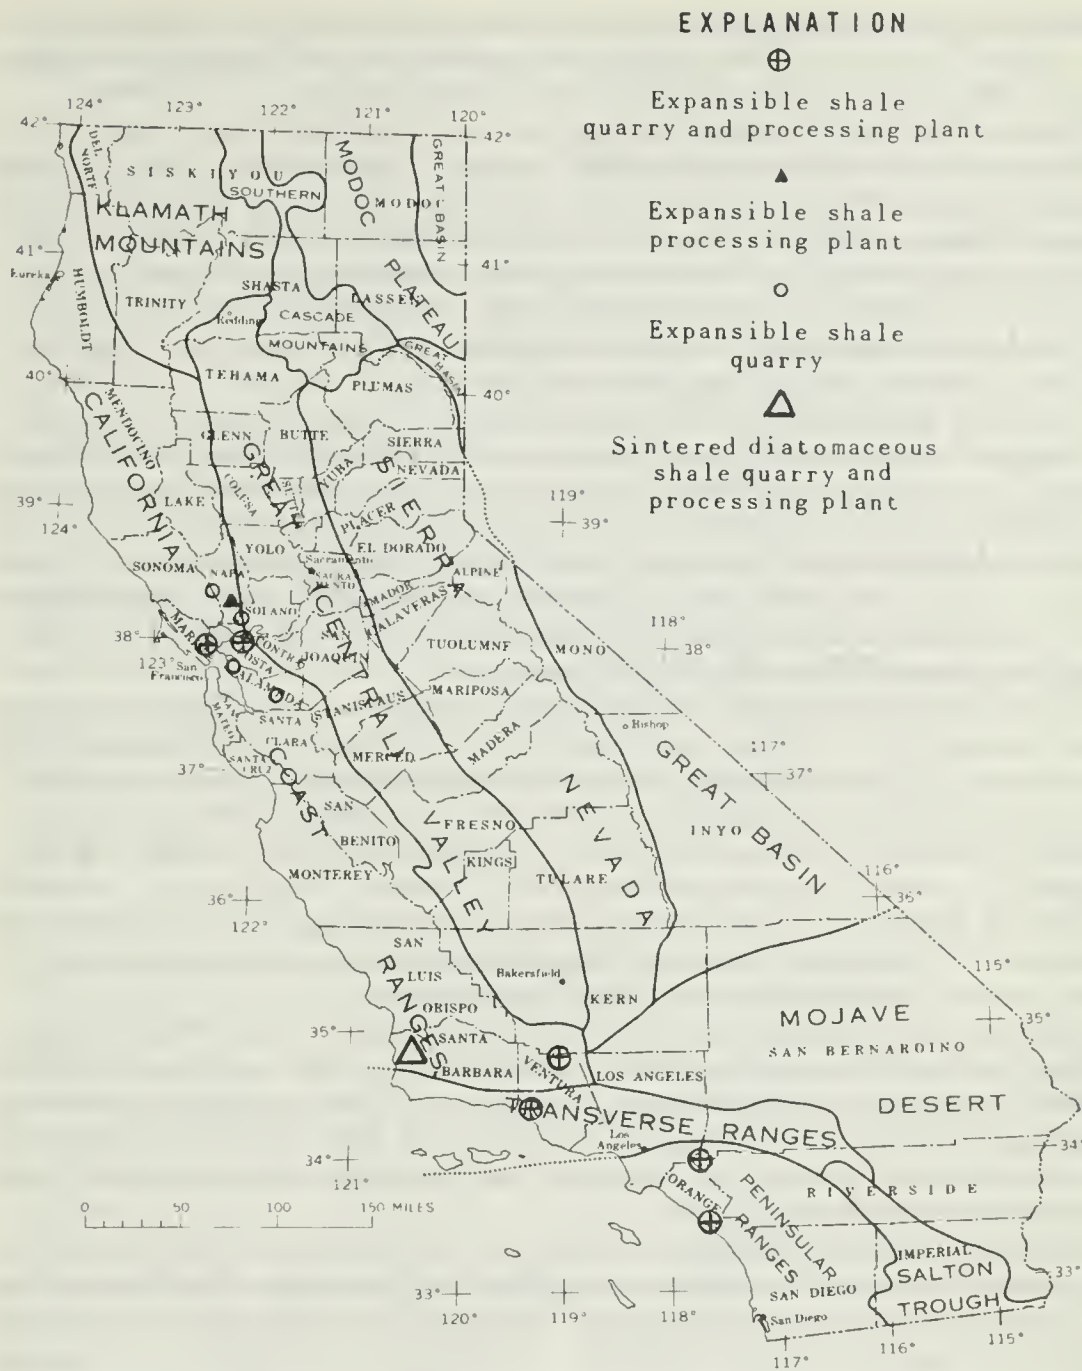 EXPLANATION
Expansible shale
quarry and processing plant
Expansible shale
processing plant
Expansible shale
quarry
Sintered diatomaceous
shale quarry and
processing plant
124° 123° 122° 121° 120°
42° 42°
DEL NORTE
SISKIYOU
MODOC
GREAT BASIN
SOUTHERN
MODOC
KLAMATH
MOUNTAINS
41° 41°
Eureka
HUMBOLDT
TRINITY
SHASTA
LASSEN
PLATEAU
Redding
CASCADE
MOUNTAINS
GREAT BASIN
TEHAMA
PLUMAS
40° 40°
MENDOCINO
CALIFORNIA
GLENN
BUTTE
SIERRA
GREAT
YUBA
NEVADA
SIERRA
COLUSA
SUTTER
LAKE
PLACER
39° 124°
119° 39°
YOLO
EL DORADO
Sacramento
SONOMA
NAPA
SACRA-
MENTO
ALPINE
AMADOR
SOLANO
CALAVERAS
CENTRAL
MARIN
38° 123°
118° 38°
CONTRA
COSTA
SAN
JOAQUIN
TUOLUMNE
MONO
San
Francisco
ALAMEDA
STANISLAUS
MARIPOSA
SAN
MATEO
SANTA
CLARA
Bishop
MERCED
MADERA
GREAT BASIN
SANTA
CRUZ
37°
117° 37°
COAST
SAN
BENITO
VALLEY
FRESNO
NEVADA
INYO
KINGS
MONTEREY
TULARE
36° 122°
116° 36°
SAN
LUIS
OBISPO
RANGES
Bakersfield
KERN
115°
35° 35°
MOJAVE
SANTA
BARBARA
SAN BERNARDINO
VENTURA
LOS ANGELES
DESERT
TRANSVERSE RANGES
Los
Angeles
34° 121°
34°
ORANGE
PENINSULAR
RANGES
RIVERSIDE
0 50 100 150 MILES
IMPERIAL
SALTON
TROUGH
33° 33°
SAN DIEGO
120° 119° 118°
San Diego
117° 116° 115°